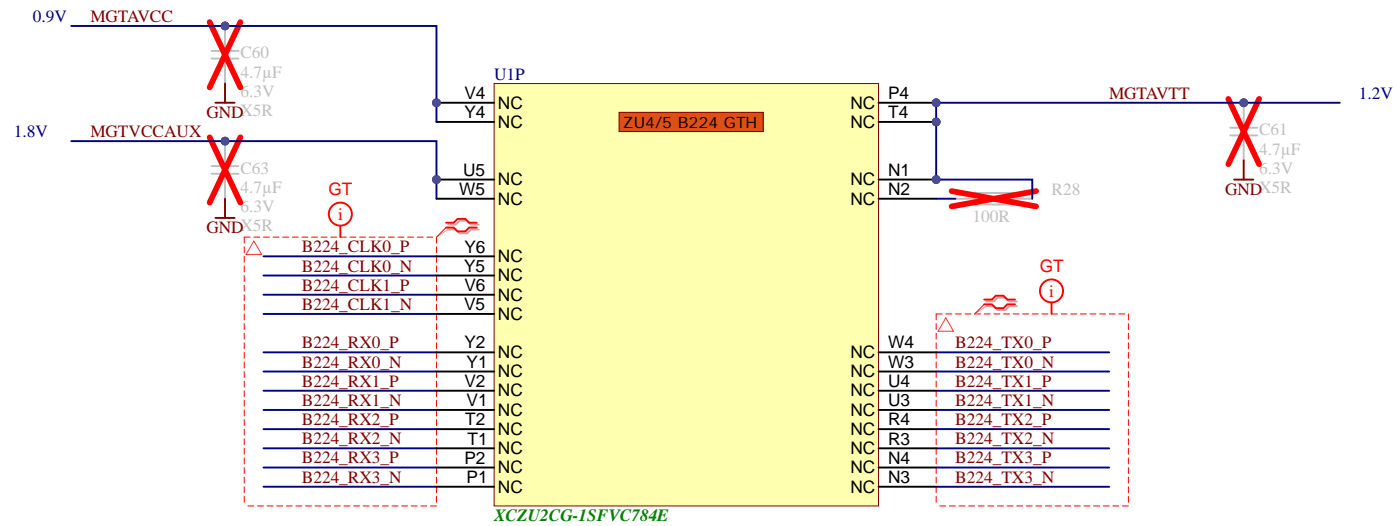 0.9V MGTAVCC
C60
4.7µF
6.3V
X5R
GND
1.8V MGTVCCAUX
C63
4.7µF
6.3V
X5R
GND
U1P
ZU4/5 B224 GTH
V4 NC
Y4 NC
U5 NC
W5 NC
GT
i
B224_CLK0_P Y6 NC
B224_CLK0_N Y5 NC
B224_CLK1_P V6 NC
B224_CLK1_N V5 NC
B224_RX0_P Y2 NC
B224_RX0_N Y1 NC
B224_RX1_P V2 NC
B224_RX1_N V1 NC
B224_RX2_P T2 NC
B224_RX2_N T1 NC
B224_RX3_P P2 NC
B224_RX3_N P1 NC
NC P4 MGTAVTT 1.2V
NC T4
C61
4.7µF
6.3V
X5R
GND
NC N1
NC N2
R28
100R
GT
i
NC W4 B224_TX0_P
NC W3 B224_TX0_N
NC U4 B224_TX1_P
NC U3 B224_TX1_N
NC R4 B224_TX2_P
NC R3 B224_TX2_N
NC N4 B224_TX3_P
NC N3 B224_TX3_N
XCZU2CG-1SFVC784E